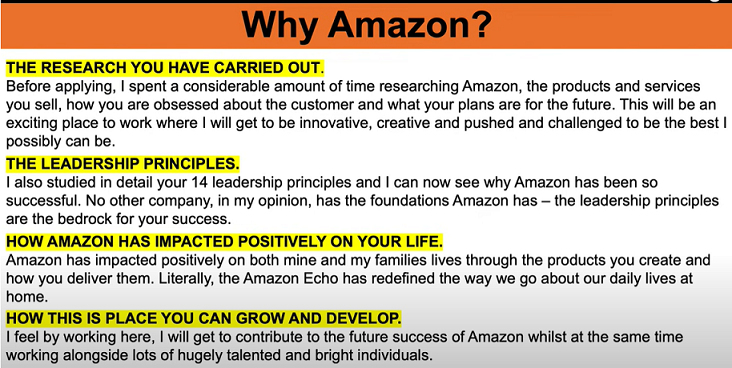 Why Amazon?
THE RESEARCH YOU HAVE CARRIED OUT.
Before applying, I spent a considerable amount of time researching Amazon, the products and services
you sell, how you are obsessed about the customer and what your plans are for the future. This will be an
exciting place to work where I will get to be innovative, creative and pushed and challenged to be the best I
possibly can be.
THE LEADERSHIP PRINCIPLES.
I also studied in detail your 14 leadership principles and I can now see why Amazon has been so
successful. No other company, in my opinion, has the foundations Amazon has – the leadership principles
are the bedrock for your success.
HOW AMAZON HAS IMPACTED POSITIVELY ON YOUR LIFE.
Amazon has impacted positively on both mine and my families lives through the products you create and
how you deliver them. Literally, the Amazon Echo has redefined the way we go about our daily lives at
home.
HOW THIS IS PLACE YOU CAN GROW AND DEVELOP.
I feel by working here, I will get to contribute to the future success of Amazon whilst at the same time
working alongside lots of hugely talented and bright individuals.